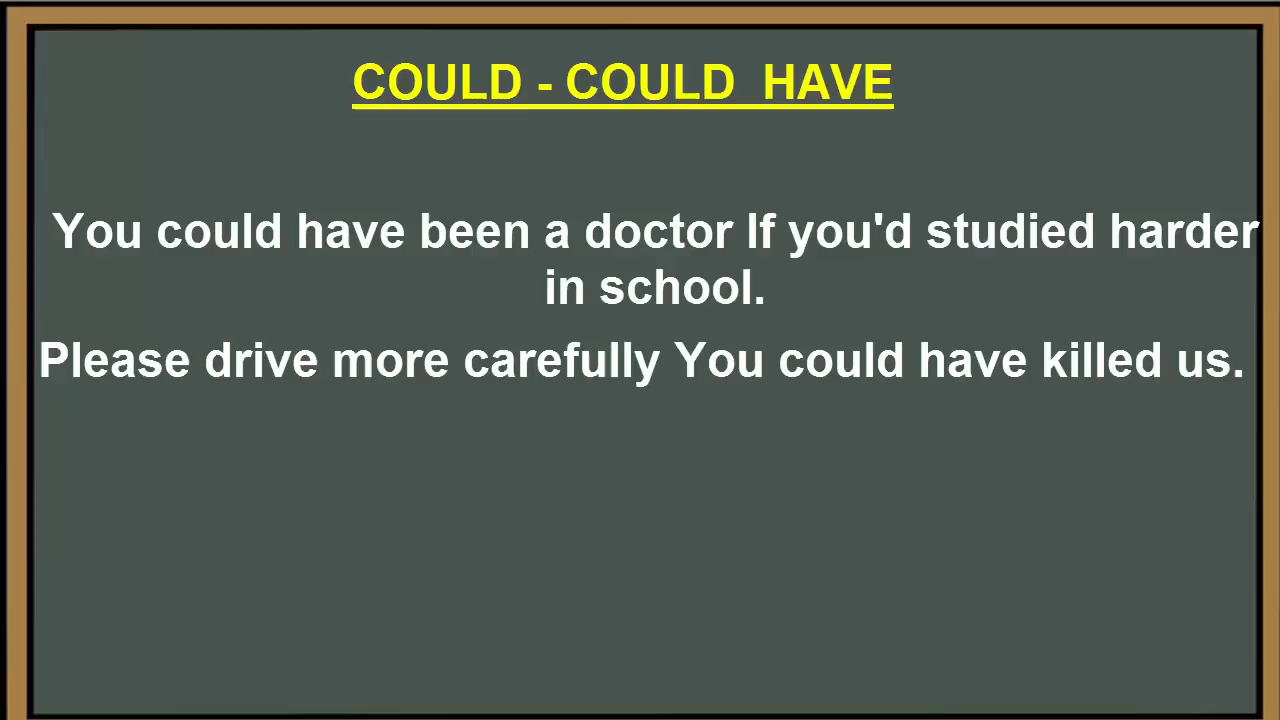 COULD - COULD HAVE
You could have been a doctor If you'd studied harder
in school.
Please drive more carefully You could have killed us.